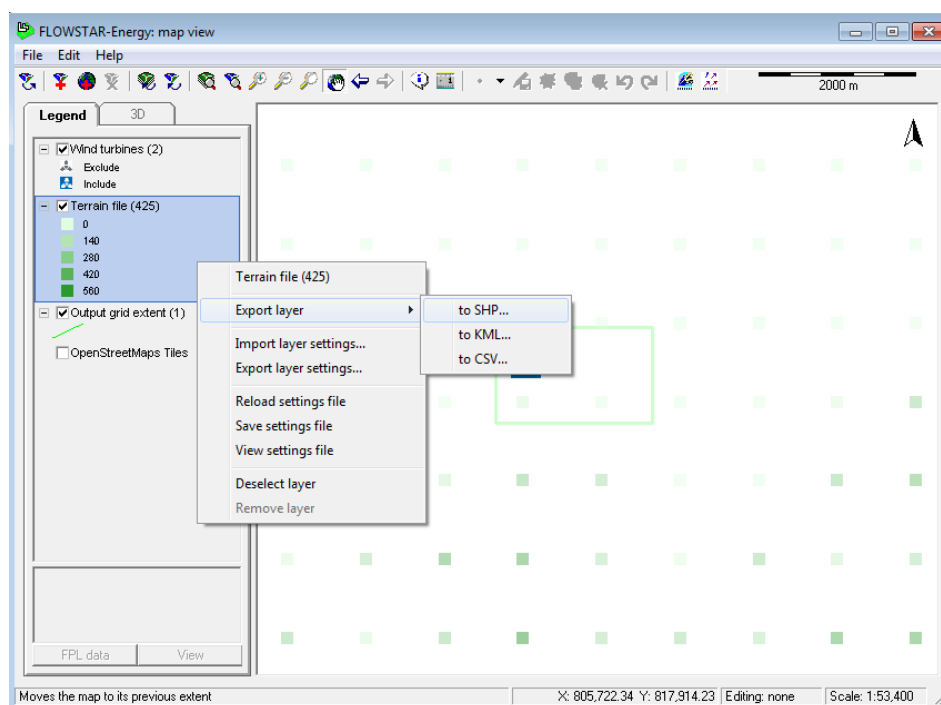 FLOWSTAR-Energy: map view
File Edit Help
2000 m
Legend 3D
Wind turbines (2)
Exclude
Include
Terrain file (425)
0
140
280
420
560
Output grid extent (1)
OpenStreetMaps Tiles
Terrain file (425)
Export layer
Import layer settings...
Export layer settings...
Reload settings file
Save settings file
View settings file
Deselect layer
Remove layer
to SHP...
to KML...
to CSV...
FPL data View
Moves the map to its previous extent X: 805,722.34 Y: 817,914.23 Editing: none Scale: 1:53,400